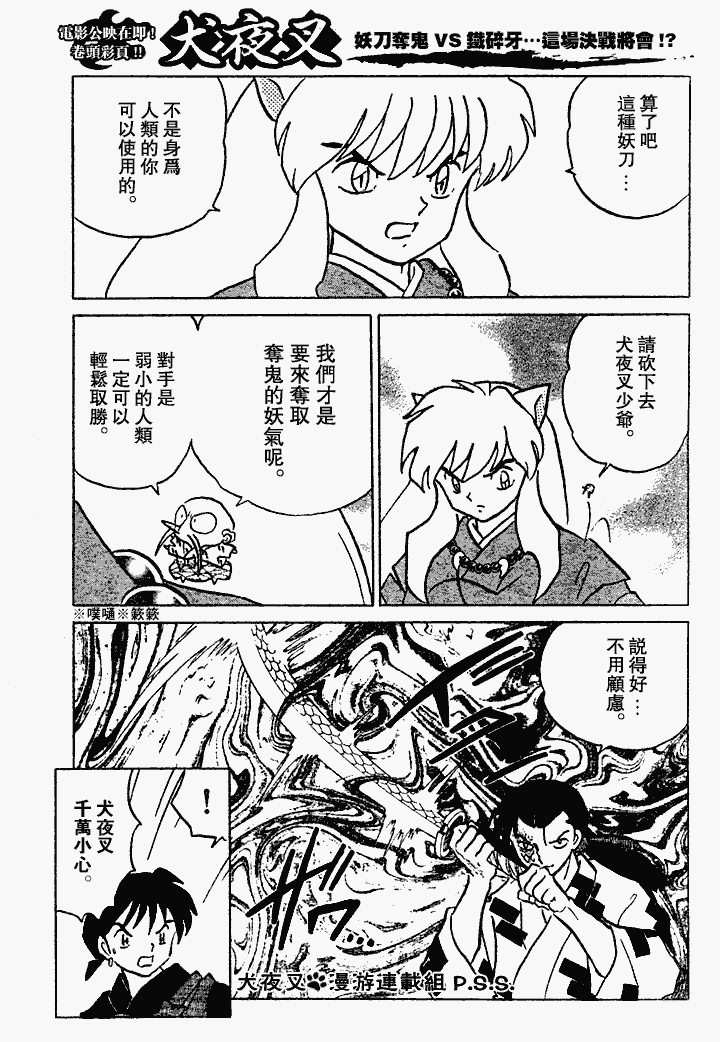 電影公映在即!
卷頭彩頁!!
犬夜叉
妖刀奪鬼 VS 鐵碎牙…這場決戰將會!?
算了吧
這種妖刀…
不是身爲
人類的你
可以使用的。
請砍下去
犬夜叉少爺。
我們才是
要來奪取
奪鬼的妖氣呢。
對手是
弱小的人類
一定可以
輕鬆取勝。
※噗嗵※簌簌
説得好…
不用顧慮。
!
犬夜叉
千萬小心。
犬夜叉 漫游連載組 P.S.S.